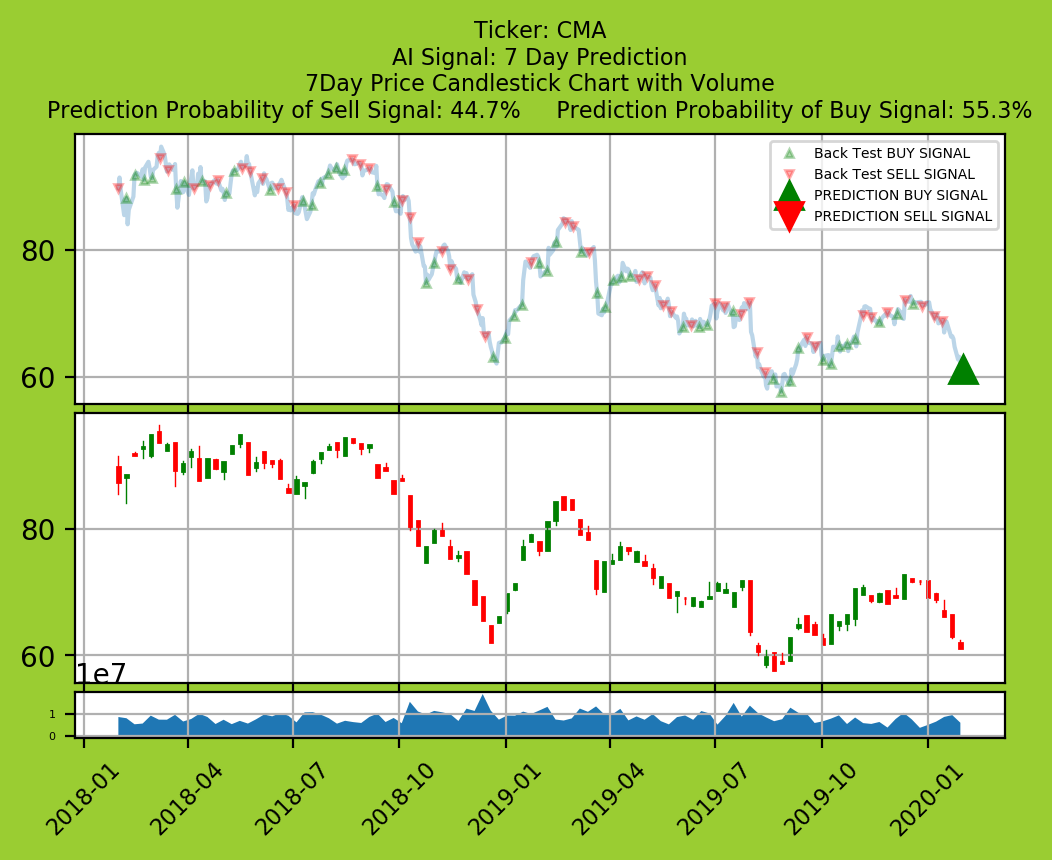 Ticker: CMA
AI Signal: 7 Day Prediction
7Day Price Candlestick Chart with Volume
Prediction Probability of Sell Signal: 44.7% Prediction Probability of Buy Signal: 55.3%
Back Test BUY SIGNAL
Back Test SELL SIGNAL
PREDICTION BUY SIGNAL
PREDICTION SELL SIGNAL
80
60
80
60
1e7
1
0
2018-01 2018-04 2018-07 2018-10 2019-01 2019-04 2019-07 2019-10 2020-01